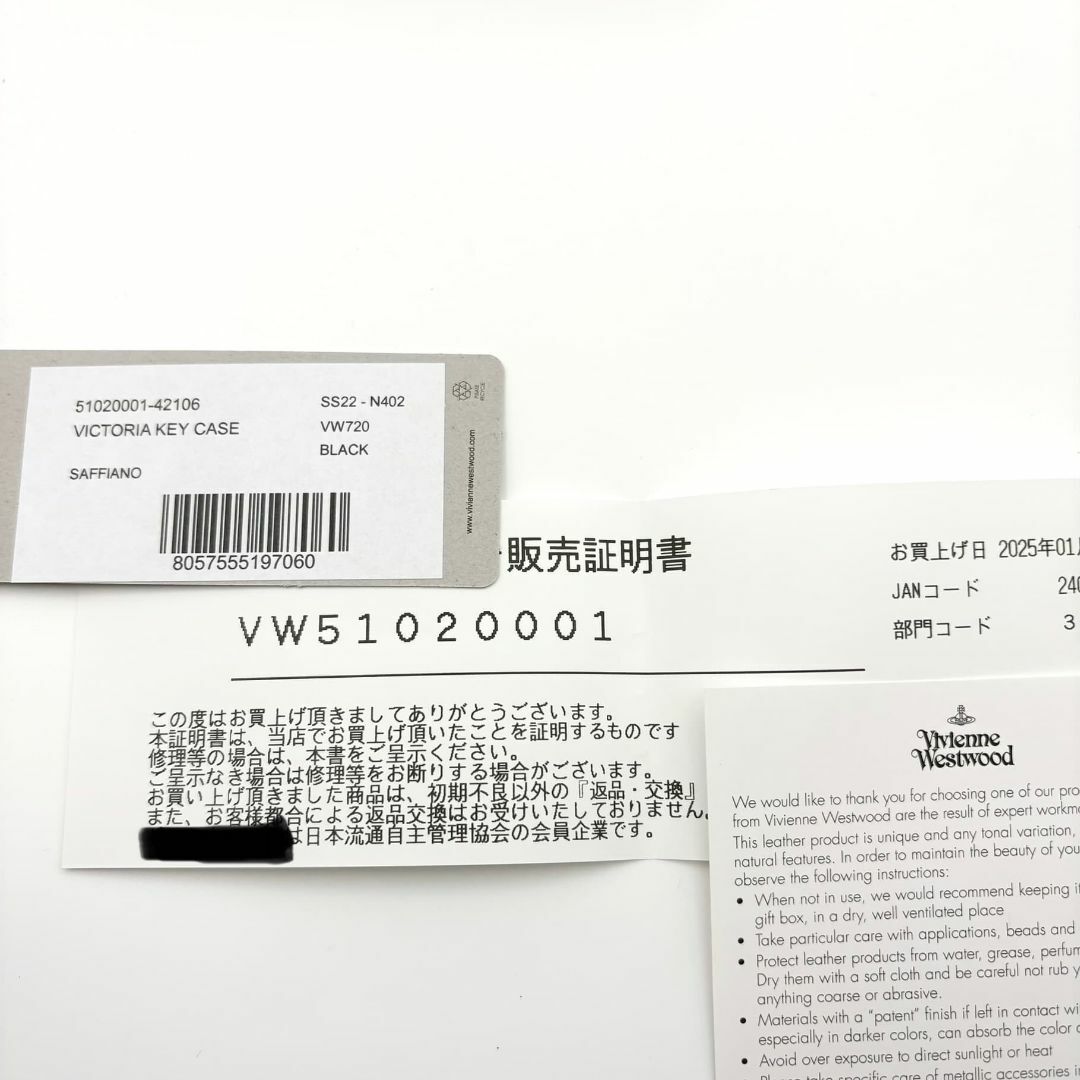 51020001-42106
SS22 - N402
VICTORIA KEY CASE
VW720
BLACK
SAFFIANO
8057555197060
www.viviennewestwood.com
販売証明書
お買上げ日 2025年01月
JANコード 240
部門コード 3
VW51020001
この度はお買上げ頂きましてありがとうございます。
本証明書は、当店でお買上げ頂いたことを証明するものです
修理等の場合は、本書をご呈示ください。
ご呈示なき場合は修理等をお断りする場合がございます。
お買い上げ頂きました商品は、初期不良以外の『返品・交換』
また、お客様都合による返品交換はお受けいたしておりません。
は日本流通自主管理協会の会員企業です。
Vivienne
Westwood
We would like to thank you for choosing one of our pro
from Vivienne Westwood are the result of expert workm
This leather product is unique and any tonal variation,
natural features. In order to maintain the beauty of you
observe the following instructions:
• When not in use, we would recommend keeping it
gift box, in a dry, well ventilated place
• Take particular care with applications, beads and
• Protect leather products from water, grease, perfum
Dry them with a soft cloth and be careful not rub y
anything coarse or abrasive.
• Materials with a "patent" finish if left in contact wi
especially in darker colors, can absorb the color o
• Avoid over exposure to direct sunlight or heat
• Please take specific care of metallic accessories in